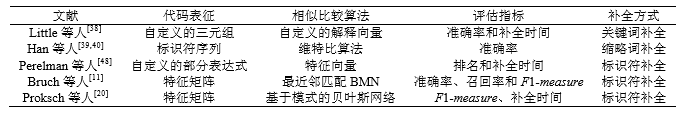 文献 代码表征 相似比较算法 评估指标 补全方式
Little 等人[38] 自定义的三元组 自定义的解释向量 准确率和补全时间 关键词补全
Han 等人[39,40] 标识符序列 维特比算法 准确率 缩略词补全
Perelman 等人[48] 自定义的部分表达式 特征向量 排名和补全时间 标识符补全
Bruch 等人[11] 特征矩阵 最近邻匹配 BMN 准确率、召回率和 F1-measure 标识符补全
Proksch 等人[20] 特征矩阵 基于模式的贝叶斯网络 F1-measure、补全时间 标识符补全